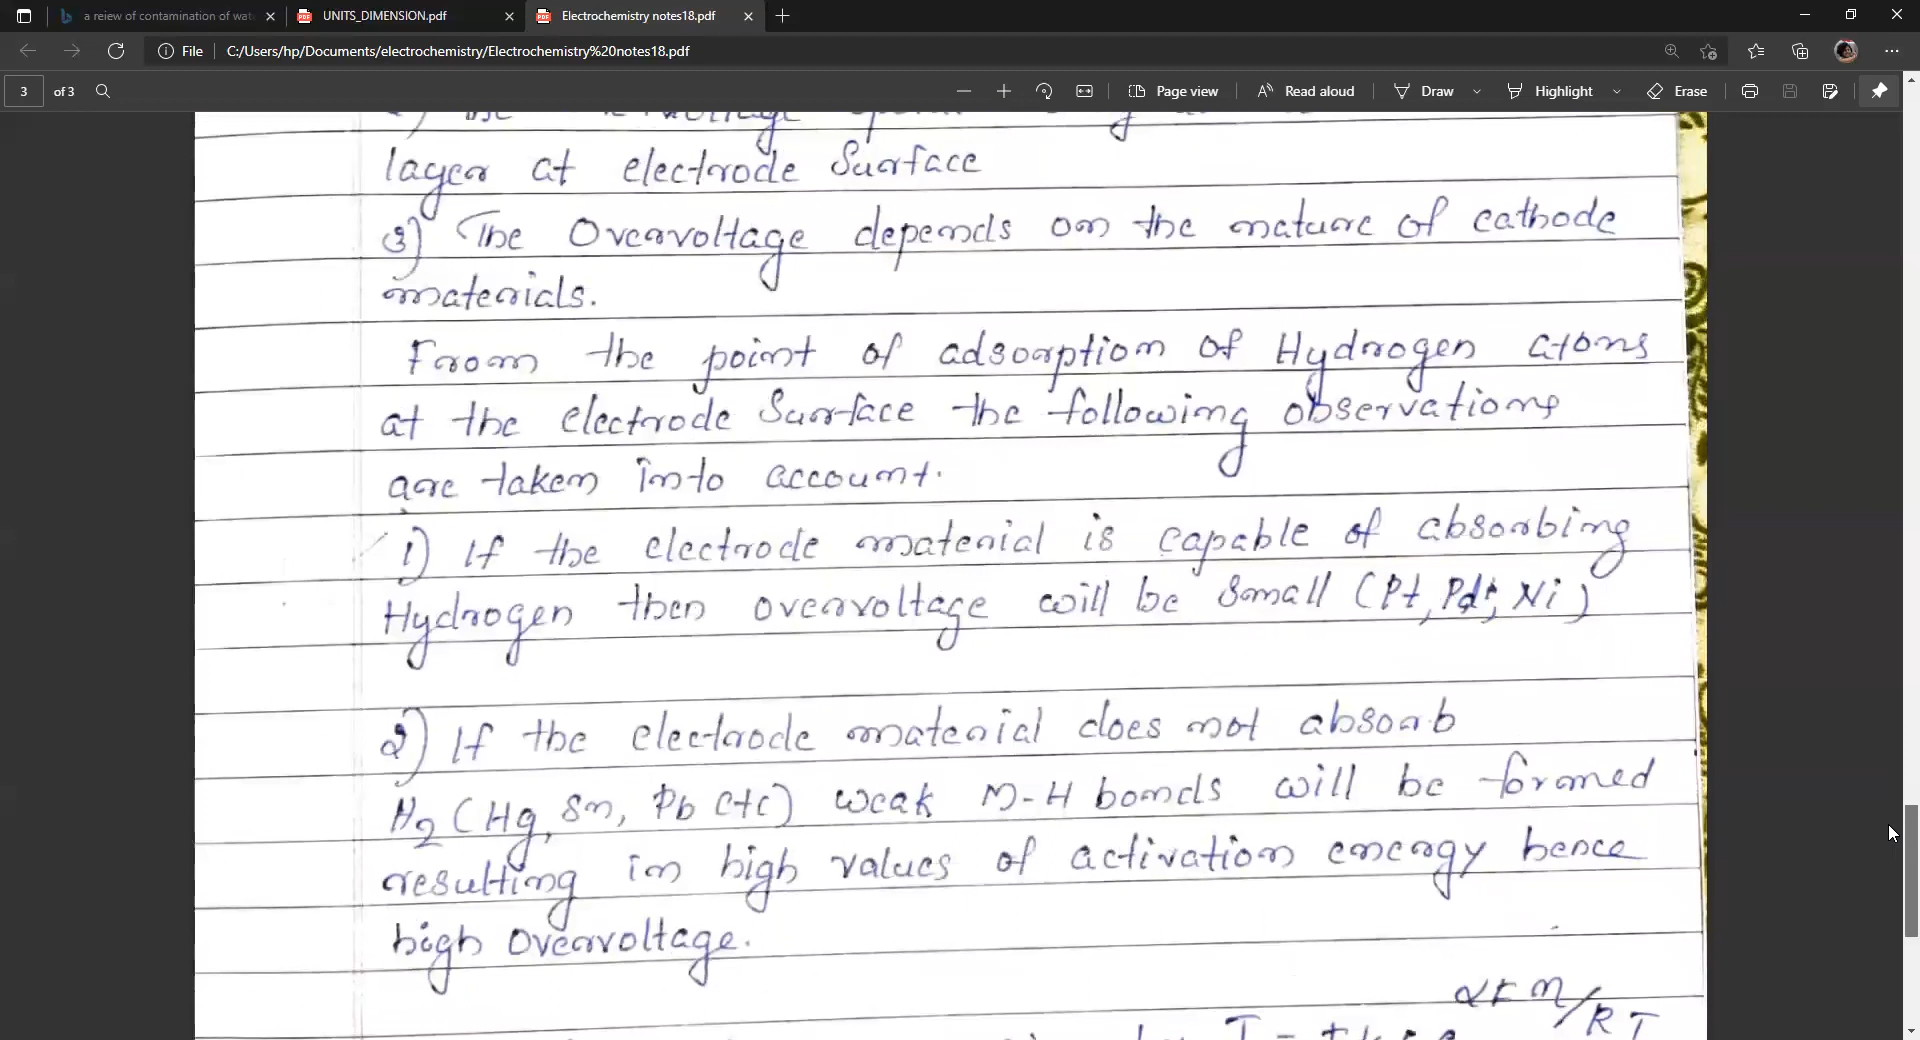 a reiew of contamination of wat
UNITS_DIMENSION.pdf
Electrochemistry notes18.pdf
File
C:/Users/hp/Documents/electrochemistry/Electrochemistry%20notes18.pdf
3 of 3
Page view
Read aloud
Draw
Highlight
Erase
layer at electrode Surface
3) The Overvoltage depends on the nature of cathode
materials.
From the point of adsorption of Hydrogen atoms
at the electrode Surface the following observations
are taken into account.
1) If the electrode material is capable of absorbing
Hydrogen then overvoltage will be Small (Pt, Pd, Ni)
2) If the electrode material does not absorb
H2 (Hg, Sn, Pb etc) weak M-H bonds will be formed
resulting in high values of activation energy hence
high Overvoltage.